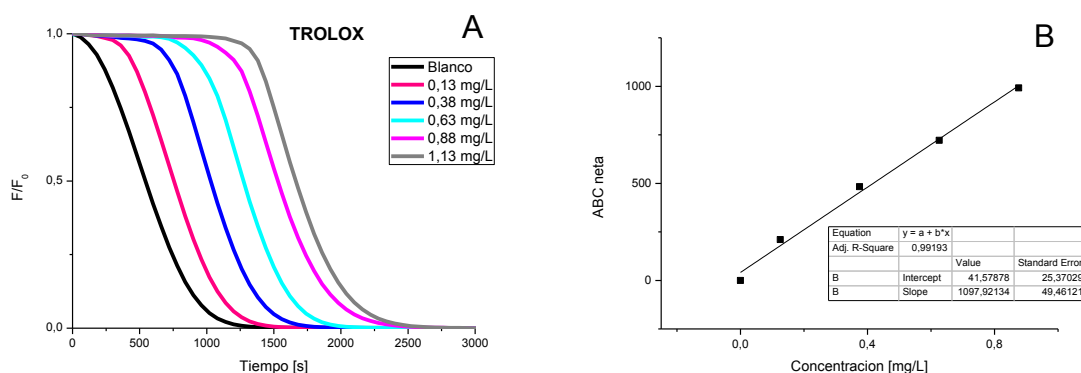 A
TROLOX
1,0
0,5
0,0
F/F0
0
500
1000
1500
2000
2500
3000
Tiempo [s]
Blanco
0,13 mg/L
0,38 mg/L
0,63 mg/L
0,88 mg/L
1,13 mg/L
B
1000
500
0
ABC neta
0,0
0,4
0,8
Concentracion [mg/L]
Equation y = a + b*x
Adj. R-Square 0,99193
Value Standard Error
B Intercept 41,57878 25,37029
B Slope 1097,92134 49,46121